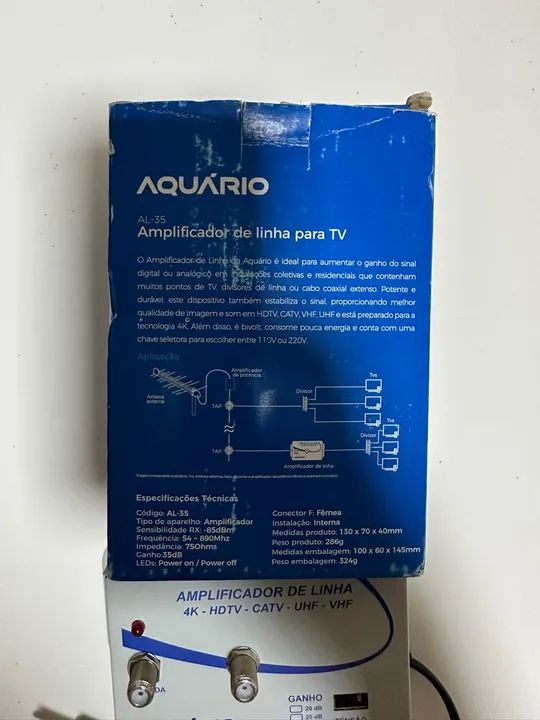 AQUÁRIO
AL-35
Amplificador de linha para TV
O Amplificador de Linha da Aquário é ideal para aumentar o ganho do sinal
digital ou analógico em instalações coletivas e residenciais que contenham
muitos pontos de TV, divisores de linha ou cabo coaxial extenso. Potente e
durável, este dispositivo também estabiliza o sinal, proporcionando melhor
qualidade de imagem e som em HDTV, CATV, VHF, UHF e está preparado para a
tecnologia 4K. Além disso, é bivolt, consome pouca energia e conta com uma
chave seletora para escolher entre 110V ou 220V.
Aplicação
Amplificador
de potência
Antena
externa
TAP
Divisor
Tvs
TAP
Amplificador de linha
Divisor
Tvs
Especificações Técnicas
Código: AL-35
Tipo de aparelho: Amplificador
Sensibilidade RX: -85dBm
Frequência: 54 ~ 890Mhz
Impedância: 75Ohms
Ganho:35dB
LEDs: Power on / Power off
Conector F: Fêmea
Instalação: Interna
Medidas produto: 130 x 70 x 40mm
Peso produto: 286g
Medidas embalagem: 100 x 60 x 145mm
Peso embalagem: 324g
AMPLIFICADOR DE LINHA
4K - HDTV - CATV - UHF - VHF
GANHO
20 dB
25 dB
TENSÃO